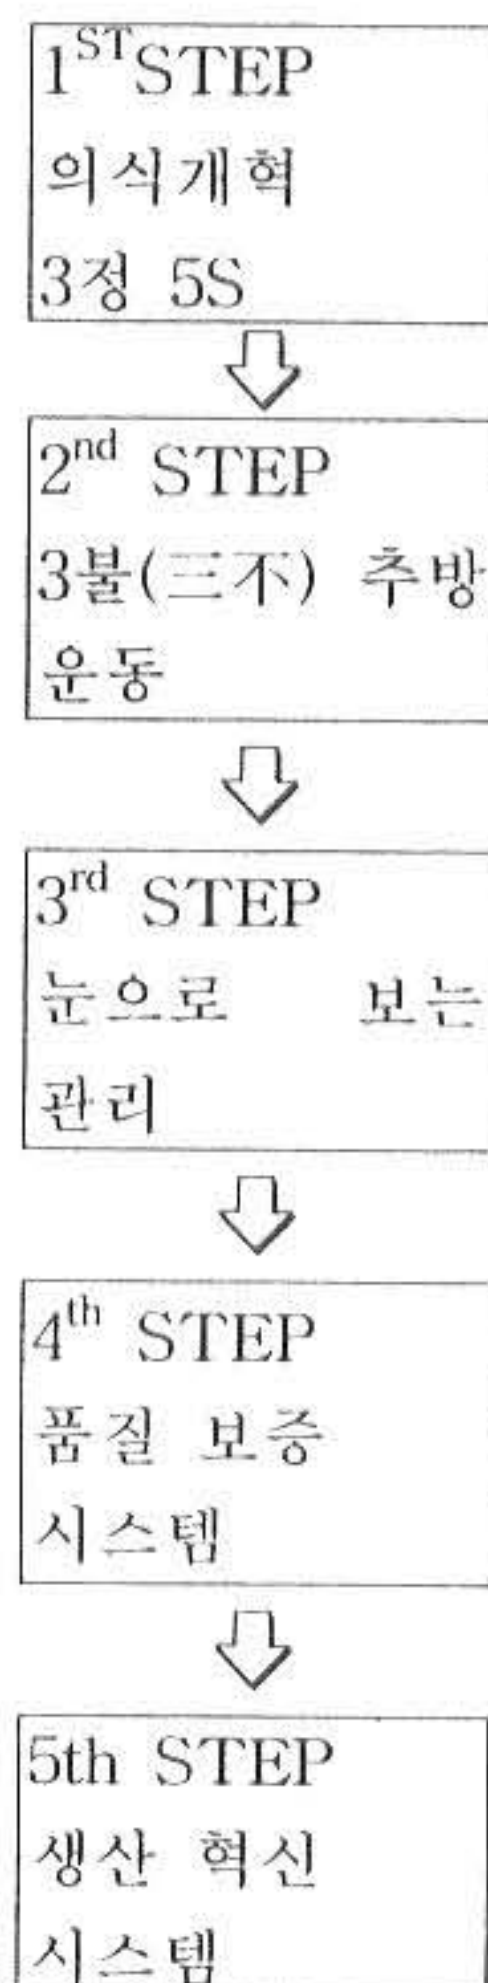 1ST STEP
의식개혁
3정 5S
2nd STEP
3불(三不) 추방
운동
3rd STEP
눈으로 보는
관리
4th STEP
품질 보증
시스템
5th STEP
생산 혁신
시스템